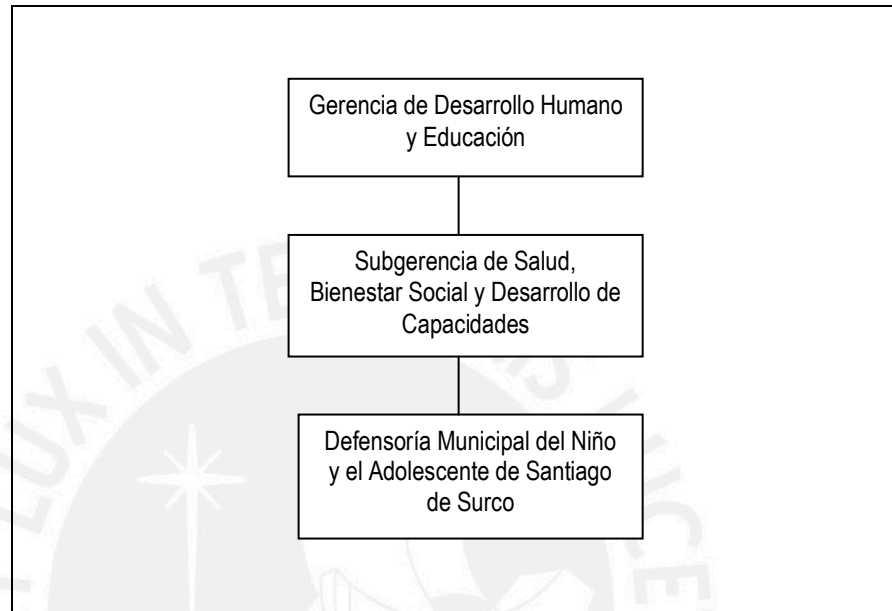 Gerencia de Desarrollo Humano
y Educación
Subgerencia de Salud,
Bienestar Social y Desarrollo de
Capacidades
Defensoría Municipal del Niño
y el Adolescente de Santiago
de Surco